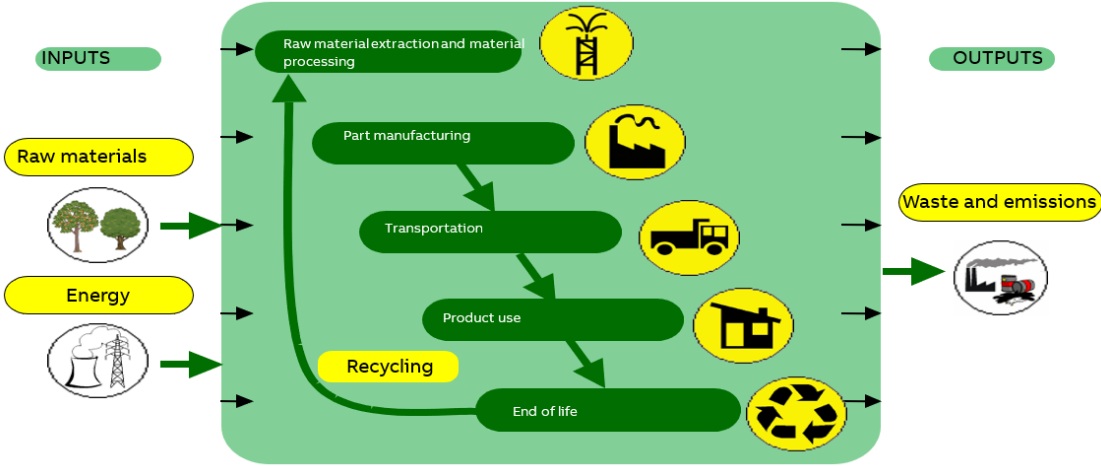 INPUTS
Raw materials
Energy
Raw material extraction and material
processing
Part manufacturing
Transportation
Product use
Recycling
End of life
OUTPUTS
Waste and emissions